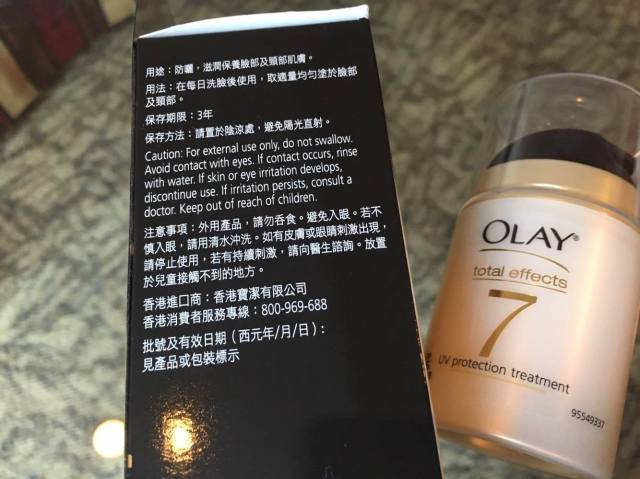 用途：防曬，滋潤保養臉部及頸部肌膚。
用法：在每日洗臉後使用，取適量均勻塗於臉部
及頸部。
保存期限：3年
保存方法：請置於陰涼處，避免陽光直射。
Caution: For external use only, do not swallow.
Avoid contact with eyes. If contact occurs, rinse
with water. If skin or eye irritation develops,
discontinue use. If irritation persists, consult a
doctor. Keep out of reach of children.
注意事項：外用產品，請勿吞食。避免入眼。若不
慎入眼，請用清水沖洗。如有皮膚或眼睛刺激出現，
請停止使用，若有持續刺激，請向醫生諮詢。放置
於兒童接觸不到的地方。
香港進口商：香港寶潔有限公司
香港消費者服務專線：800-969-688
批號及有效日期（西元年/月/日）：
見產品或包裝標示
OLAY®
total effects
7
UV protection treatment
95549337